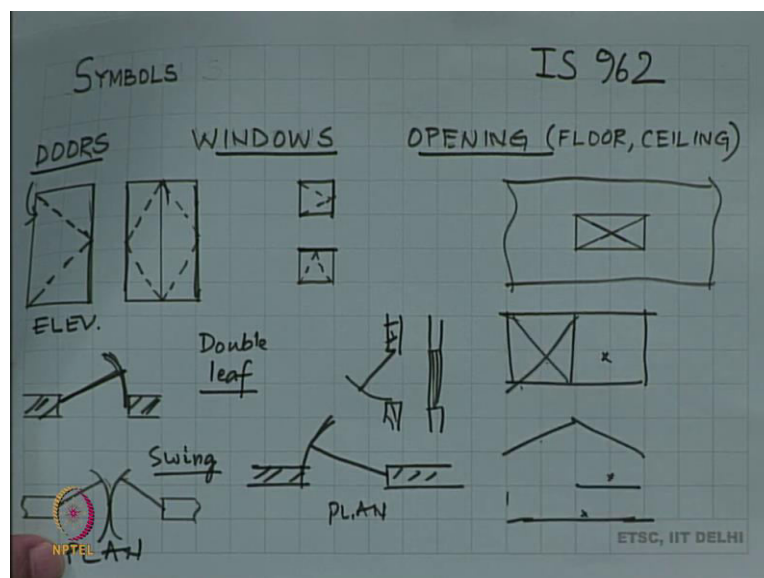 SYMBOLS
IS 962
DOORS
WINDOWS
OPENING (FLOOR, CEILING)
ELEV.
Double
leaf
Swing
PLAN
PLAN
NPTEL
ETSC, IIT DELHI